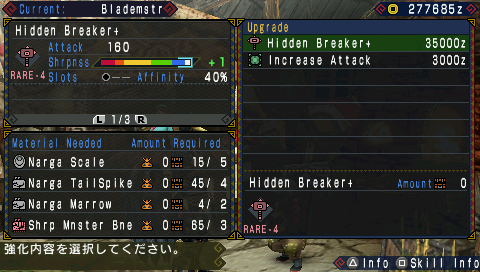 Current: Blademstr
277685z
Hidden Breaker+
Attack 160
Shrpnss +1
RARE-4 Slots Affinity 40%
L 1/3 R
Material Needed Amount Required
Narga Scale 0 15/ 5
Narga TailSpike 0 45/ 4
Narga Marrow 0 4/ 2
Shrp Mnster Bne 0 65/ 3
Upgrade
Hidden Breaker+ 35000z
Increase Attack 3000z
Hidden Breaker+ Amount 0
RARE-4
強化内容を選択してください。
Info Skill Info